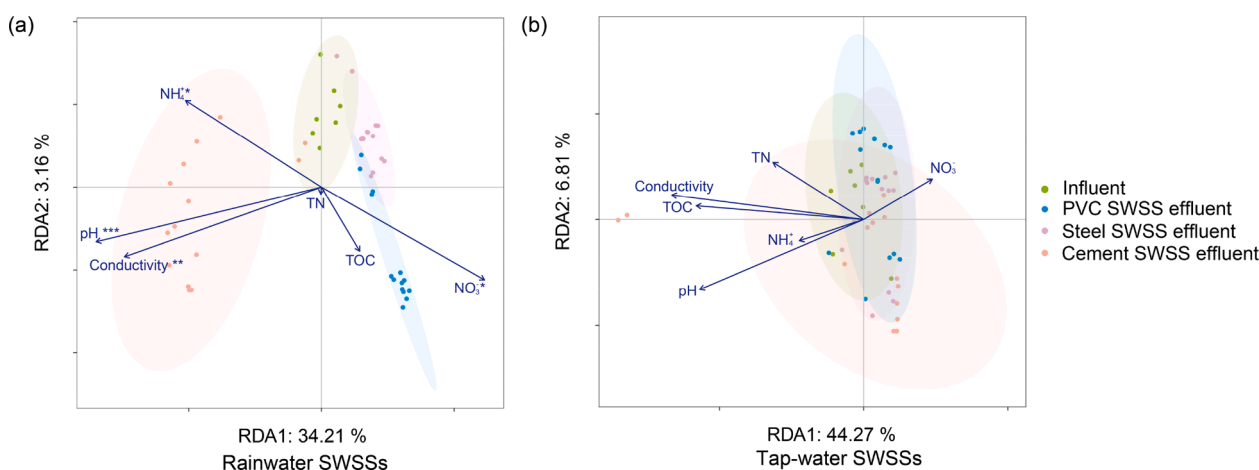 (a)
NH₄⁺*
TN
pH ***
Conductivity **
TOC
NO₃⁻*
RDA2: 3.16 %
RDA1: 34.21 %
Rainwater SWSSs
(b)
TN
NO₃⁻
Conductivity
TOC
NH₄⁺
pH
RDA2: 6.81 %
RDA1: 44.27 %
Tap-water SWSSs
Influent
PVC SWSS effluent
Steel SWSS effluent
Cement SWSS effluent